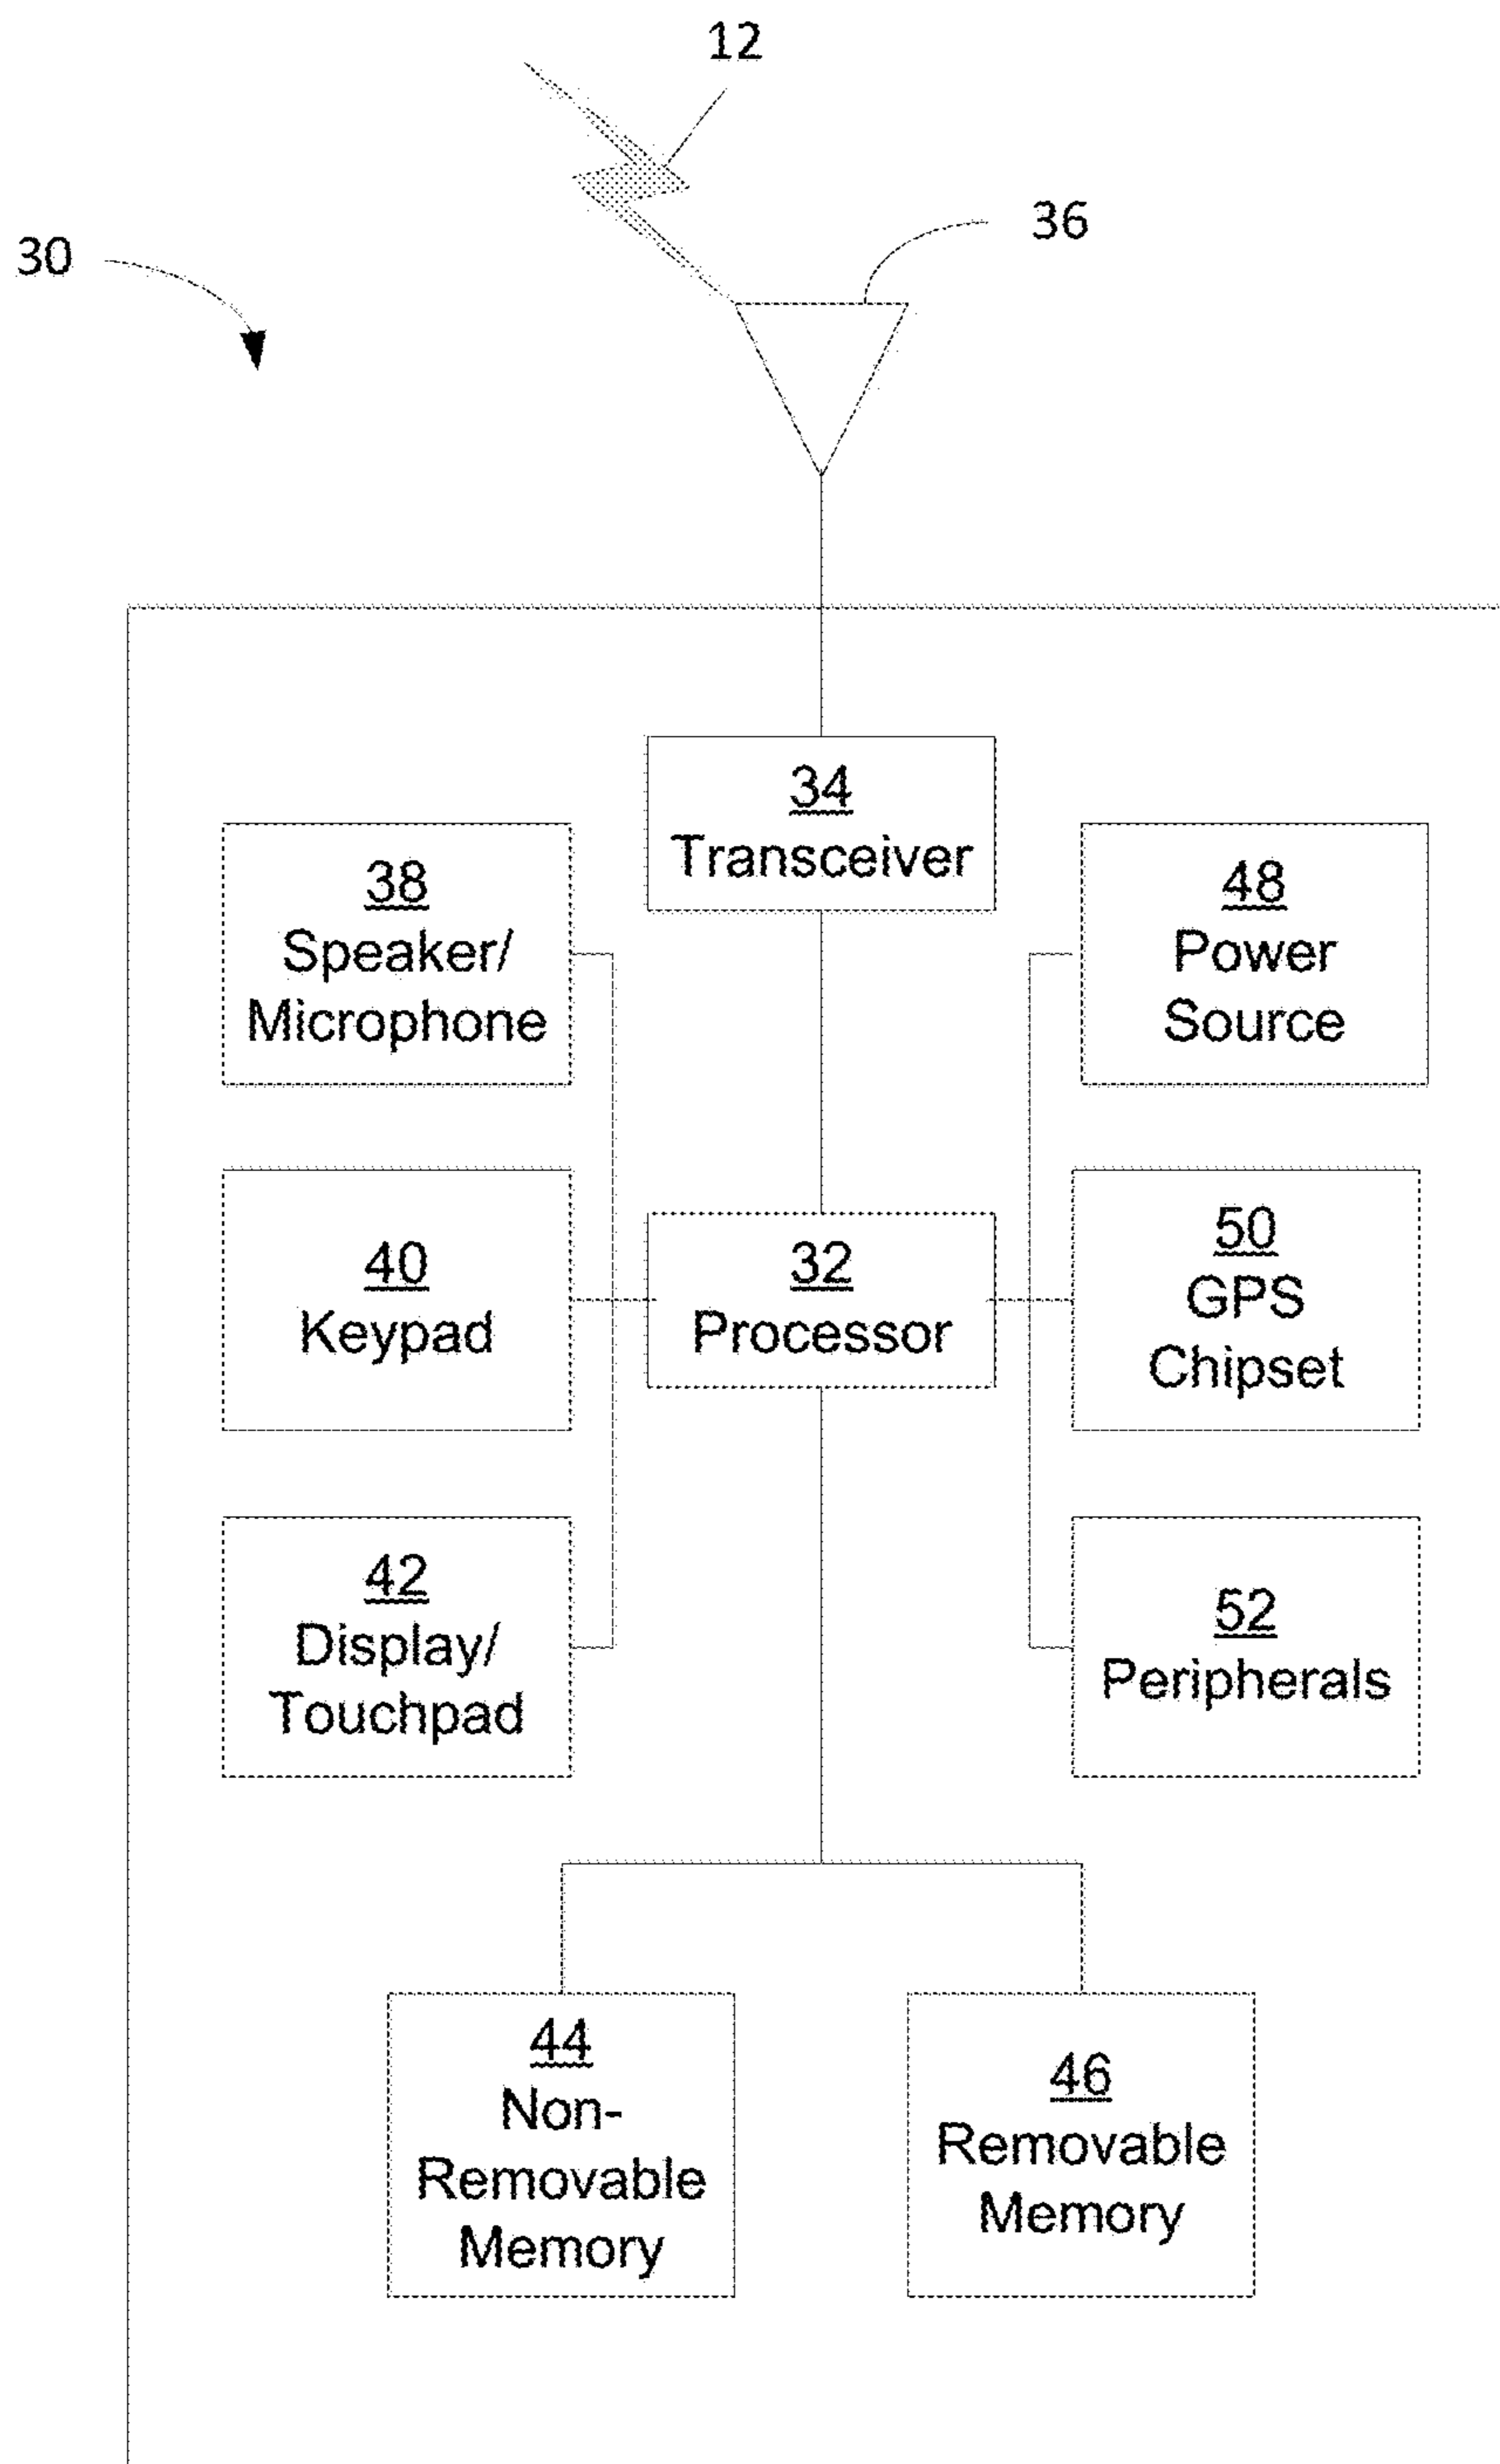 12
36
30
34
Transceiver
38
Speaker/
Microphone
48
Power
Source
40
Keypad
32
Processor
50
GPS
Chipset
42
Display/
Touchpad
52
Peripherals
44
Non-
Removable
Memory
46
Removable
Memory